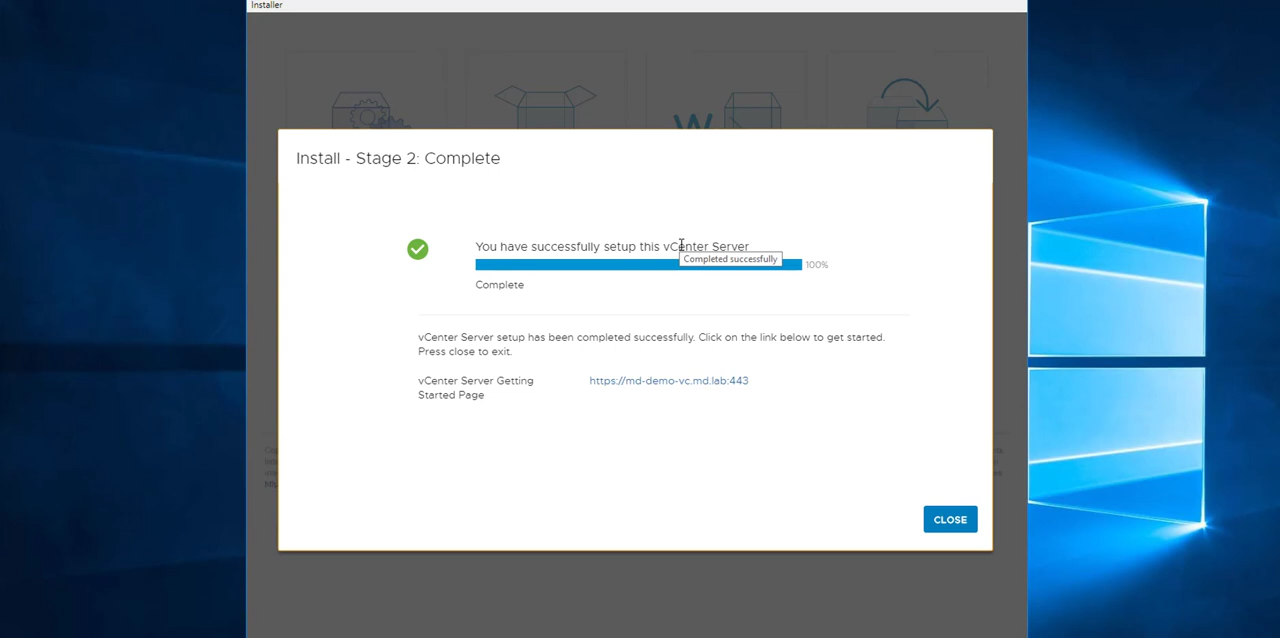 Installer
Install - Stage 2: Complete
You have successfully setup this vCenter Server
Completed successfully
100%
Complete
vCenter Server setup has been completed successfully. Click on the link below to get started.
Press close to exit.
vCenter Server Getting
Started Page
https://md-demo-vc.md.lab:443
CLOSE